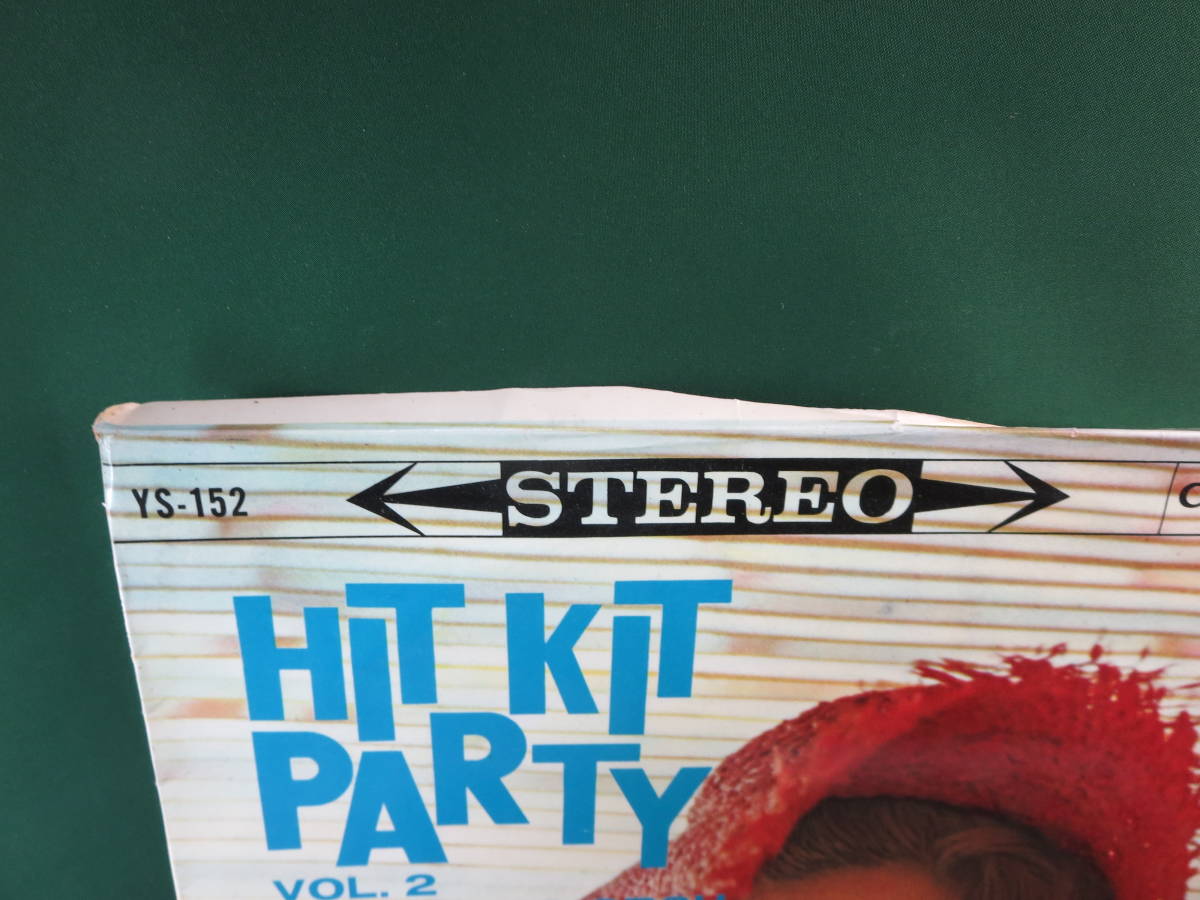 YS-152
STEREO
HIT KIT
PARTY
VOL. 2